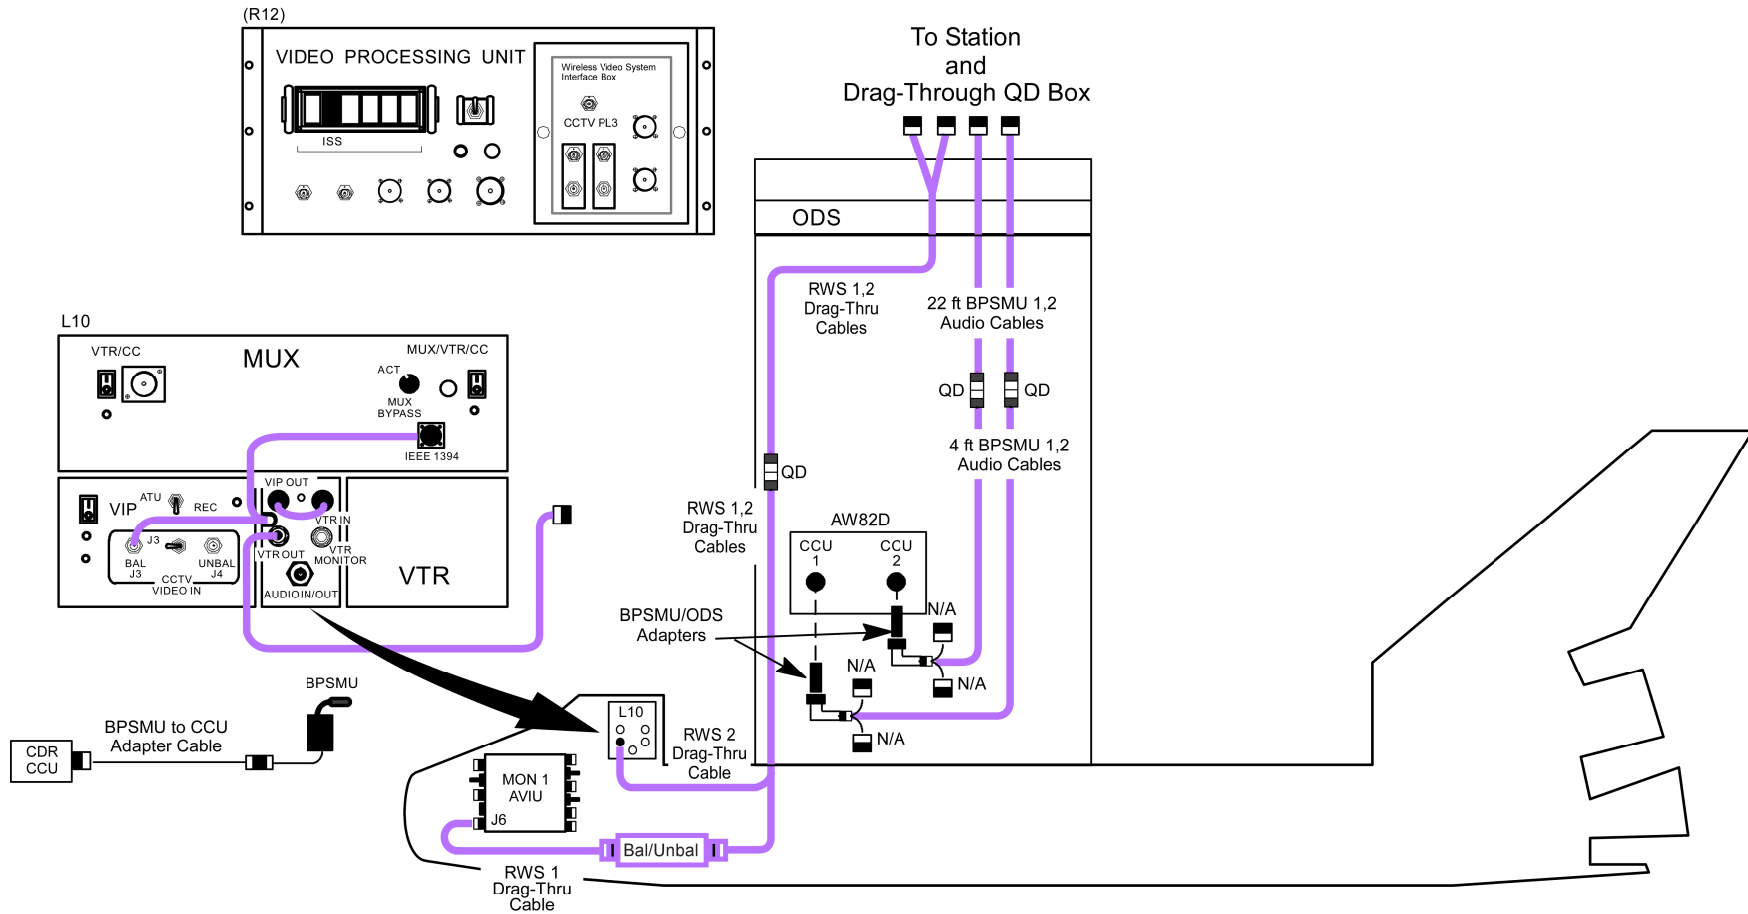 (R12)
VIDEO PROCESSING UNIT
Wireless Video System
Interface Box
CCTV PL3
ISS
To Station
and
Drag-Through QD Box
ODS
RWS 1,2
Drag-Thru
Cables
22 ft BPSMU 1,2
Audio Cables
QD
QD
4 ft BPSMU 1,2
Audio Cables
QD
RWS 1,2
Drag-Thru
Cables
AW82D
CCU
1
CCU
2
BPSMU/ODS
Adapters
N/A
N/A
N/A
N/A
L10
VTR/CC
MUX
MUX/VTR/CC
ACT
MUX
BYPASS
IEEE 1394
VIP
ATU
REC
J3
BAL
J3
UNBAL
J4
CCTV
VIDEO IN
VIP OUT
VTR IN
VTR OUT
VTR
MONITOR
AUDIO IN/OUT
VTR
BPSMU
BPSMU to CCU
Adapter Cable
CDR
CCU
L10
RWS 2
Drag-Thru
Cable
MON 1
AVIU
J6
Bal/Unbal
RWS 1
Drag-Thru
Cable